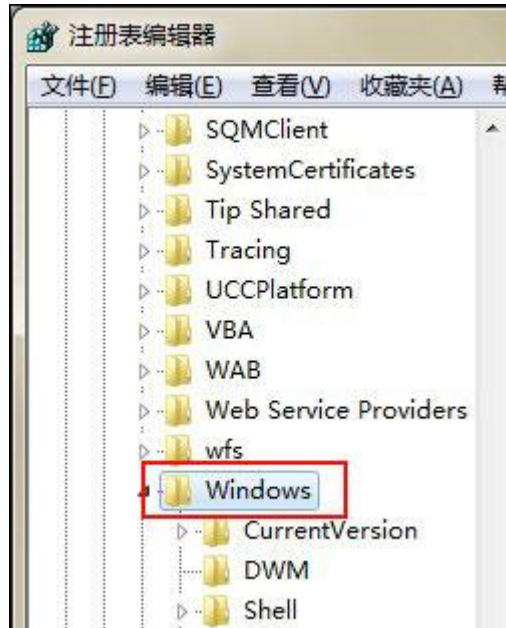 注册表编辑器
文件(F) 编辑(E) 查看(V) 收藏夹(A)
SQMClient
SystemCertificates
Tip Shared
Tracing
UCCPlatform
VBA
WAB
Web Service Providers
wfs
Windows
CurrentVersion
DWM
Shell